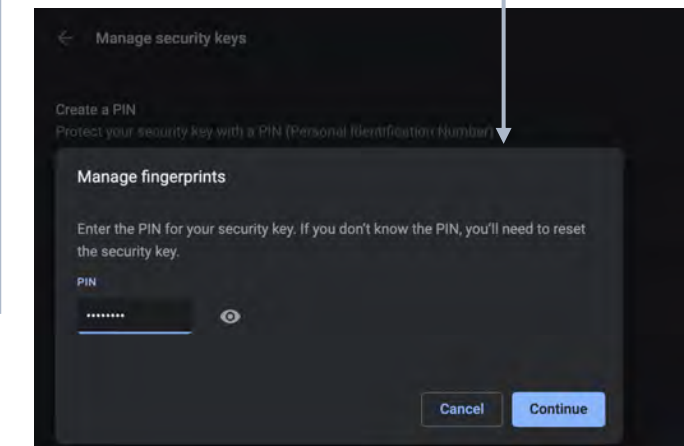 Manage security keys
Create a PIN
Protect your security key with a PIN (Personal Identification Number)
Manage fingerprints
Enter the PIN for your security key. If you don't know the PIN, you'll need to reset
the security key.
PIN
••••••••
Cancel Continue